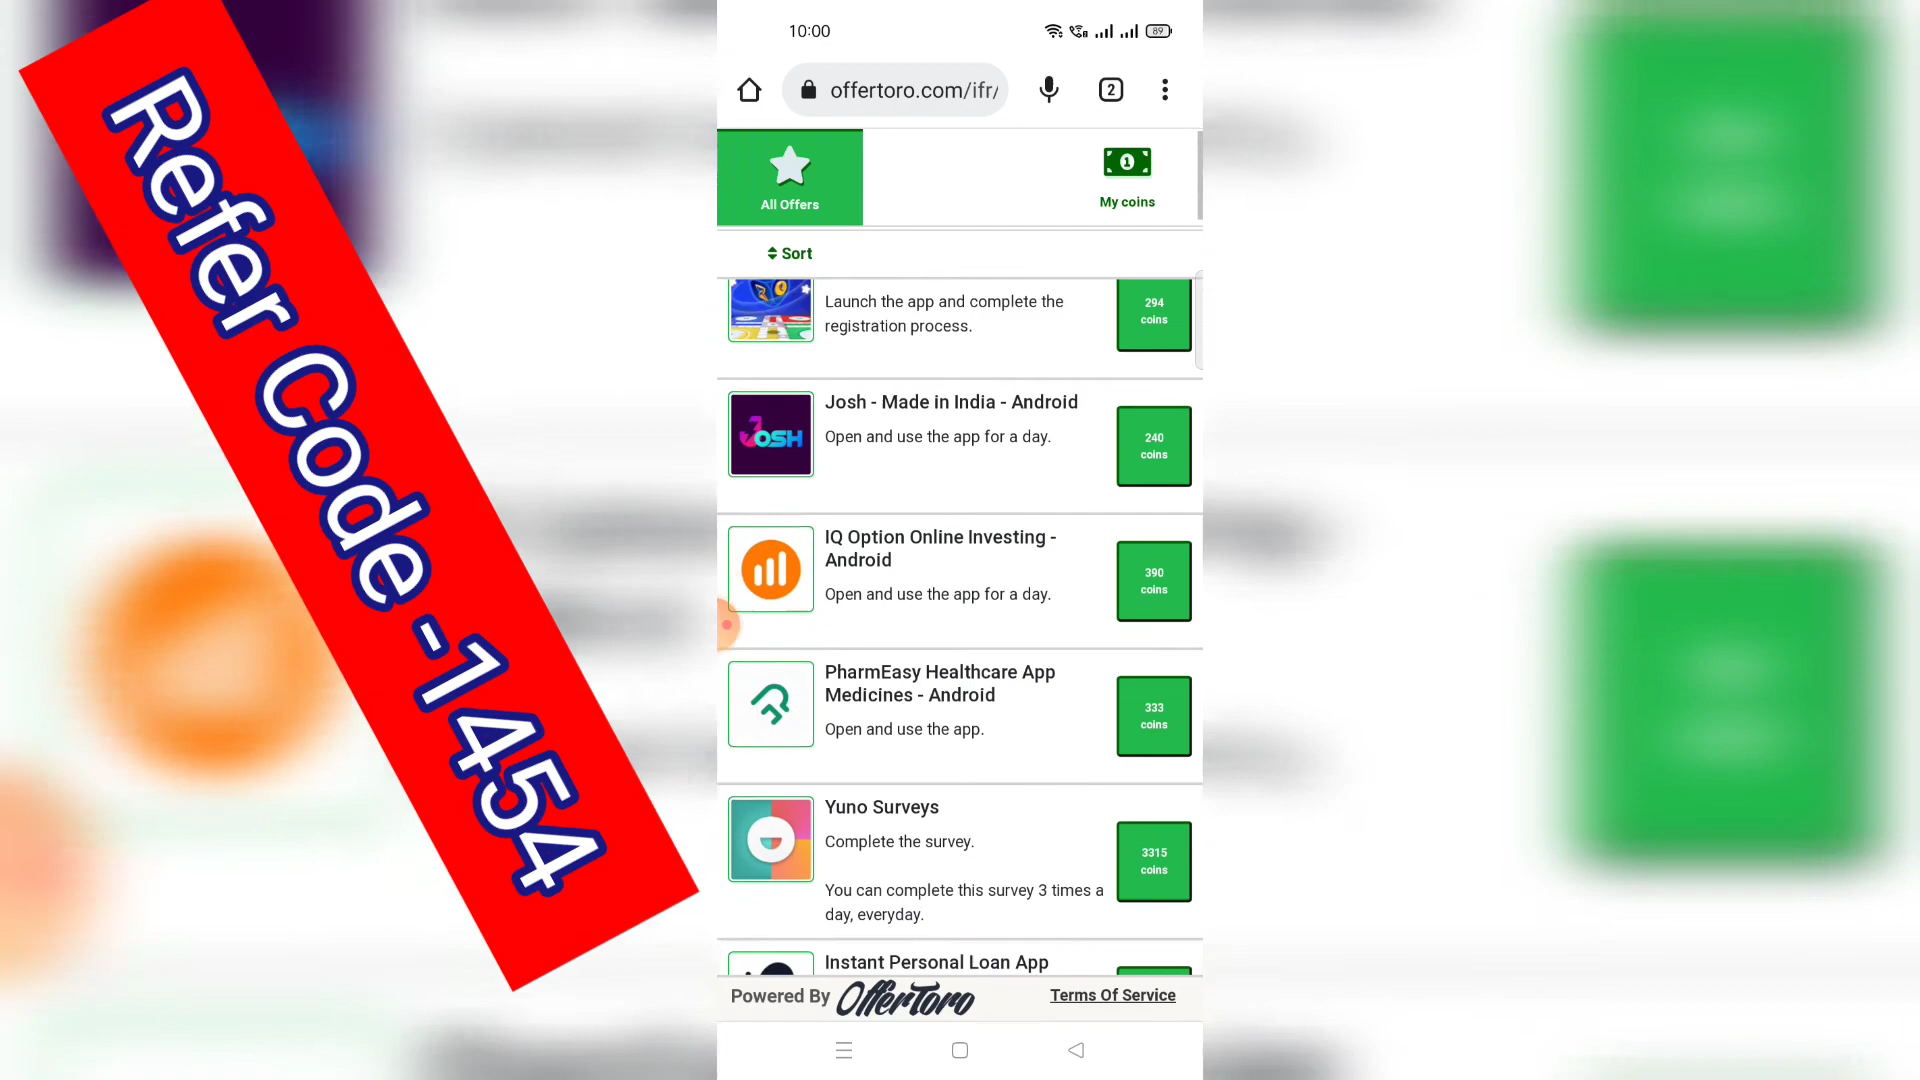 Refer Code -1454
10:00
89
offertoro.com/ifr/
2
All Offers
1
My coins
Sort
Launch the app and complete the
registration process.
294
coins
JOSH
Josh - Made in India - Android
Open and use the app for a day.
240
coins
IQ Option Online Investing -
Android
Open and use the app for a day.
390
coins
PharmEasy Healthcare App
Medicines - Android
Open and use the app.
333
coins
Yuno Surveys
Complete the survey.
You can complete this survey 3 times a
day, everyday.
3315
coins
Instant Personal Loan App
Powered By OfferToro
Terms Of Service